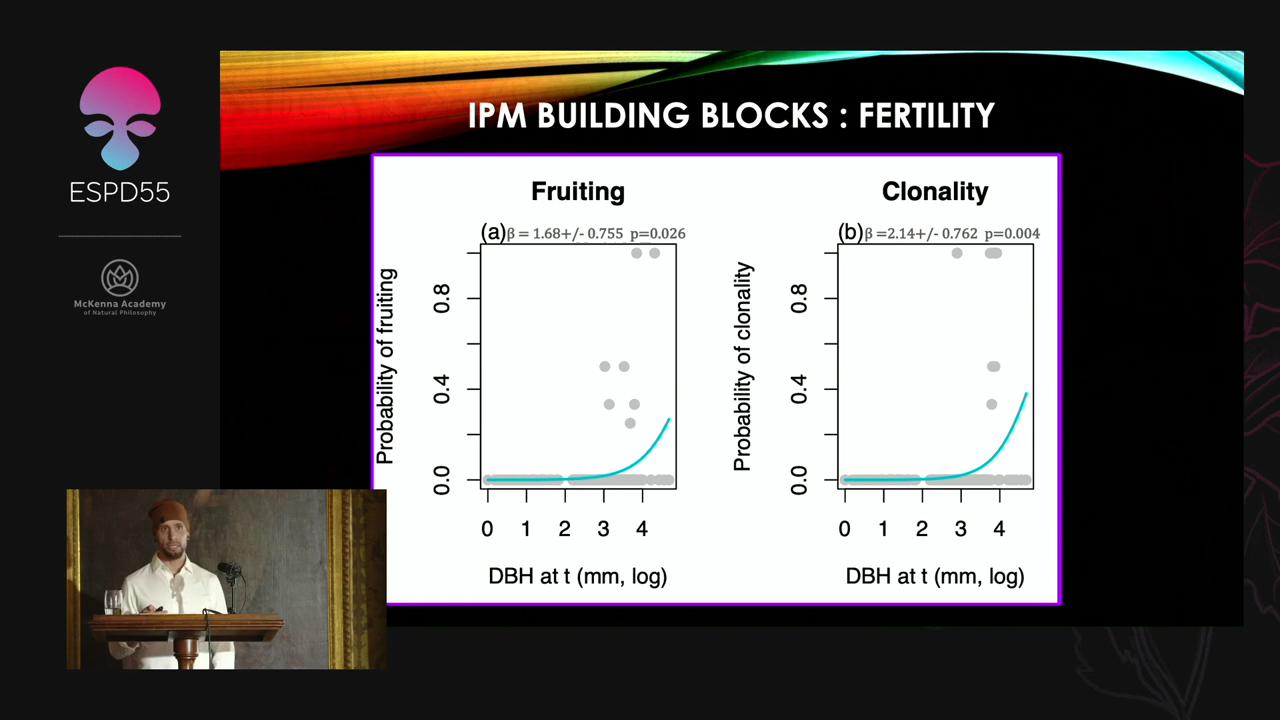 ESPD55
McKenna Academy
of Natural Philosophy
IPM BUILDING BLOCKS : FERTILITY
Fruiting
(a)β = 1.68+/- 0.755 p=0.026
Probability of fruiting
0.8
0.4
0.0
0 1 2 3 4
DBH at t (mm, log)
Clonality
(b)β =2.14+/- 0.762 p=0.004
Probability of clonality
0.8
0.4
0.0
0 1 2 3 4
DBH at t (mm, log)